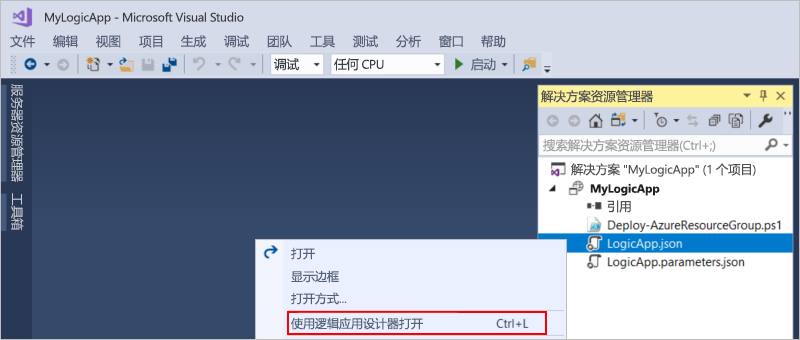 MyLogicApp - Microsoft Visual Studio
文件 编辑 视图 项目 生成 调试 团队 工具 测试 分析 窗口 帮助
调试 任何 CPU 启动
服务器资源管理器
工具箱
解决方案资源管理器
搜索解决方案资源管理器(Ctrl+;)
解决方案 "MyLogicApp" (1 个项目)
MyLogicApp
引用
Deploy-AzureResourceGroup.ps1
LogicApp.json
LogicApp.parameters.json
打开
显示边框
打开方式...
使用逻辑应用设计器打开 Ctrl+L